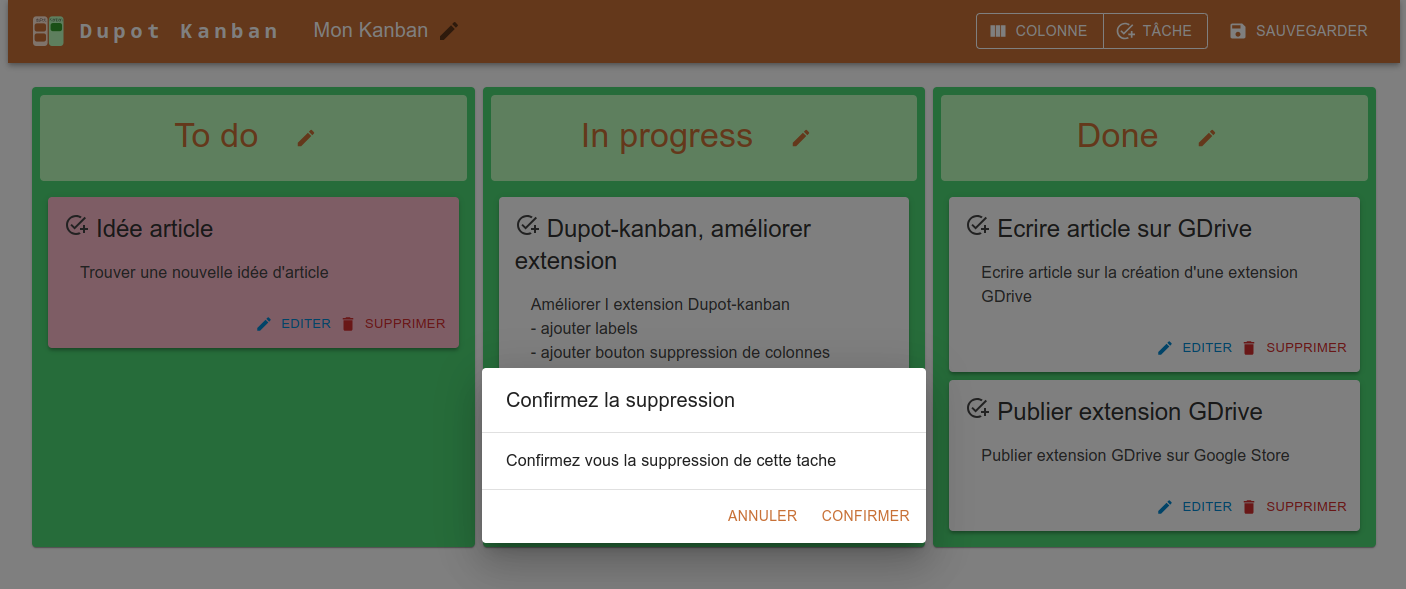 Dupot Kanban
Mon Kanban
COLONNE
TÂCHE
SAUVEGARDER
To do
Idée article
Trouver une nouvelle idée d'article
EDITER
SUPPRIMER
In progress
Dupot-kanban, améliorer
extension
Améliorer l extension Dupot-kanban
- ajouter labels
- ajouter bouton suppression de colonnes
Done
Ecrire article sur GDrive
Ecrire article sur la création d'une extension
GDrive
EDITER
SUPPRIMER
Publier extension GDrive
Publier extension GDrive sur Google Store
EDITER
SUPPRIMER
Confirmez la suppression
Confirmez vous la suppression de cette tache
ANNULER
CONFIRMER